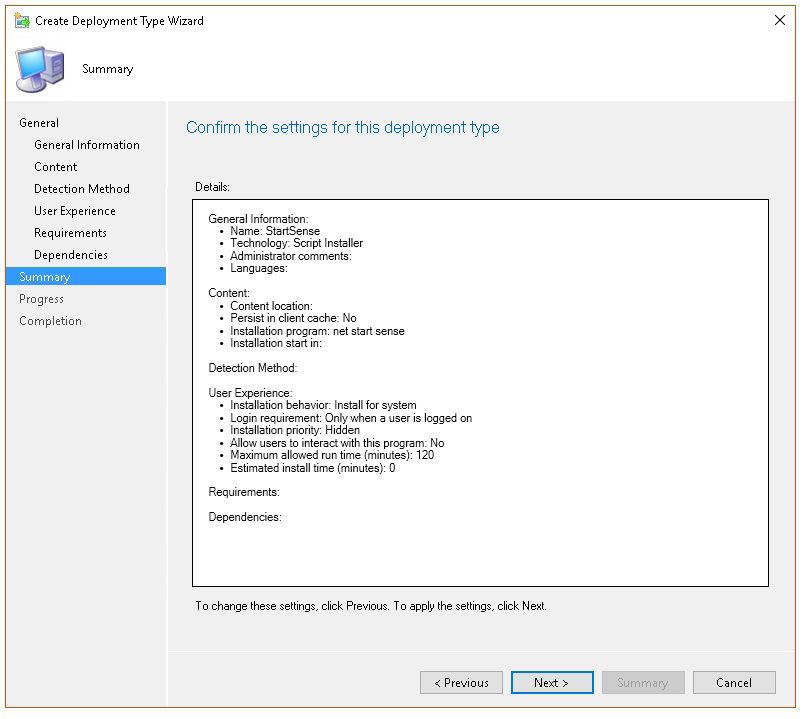 Create Deployment Type Wizard
Summary
General
General Information
Content
Detection Method
User Experience
Requirements
Dependencies
Summary
Progress
Completion
Confirm the settings for this deployment type
Details:
General Information:
• Name: StartSense
• Technology: Script Installer
• Administrator comments:
• Languages:
Content:
• Content location:
• Persist in client cache: No
• Installation program: net start sense
• Installation start in:
Detection Method:
User Experience:
• Installation behavior: Install for system
• Login requirement: Only when a user is logged on
• Installation priority: Hidden
• Allow users to interact with this program: No
• Maximum allowed run time (minutes): 120
• Estimated install time (minutes): 0
Requirements:
Dependencies:
To change these settings, click Previous. To apply the settings, click Next.
< Previous
Next >
Summary
Cancel